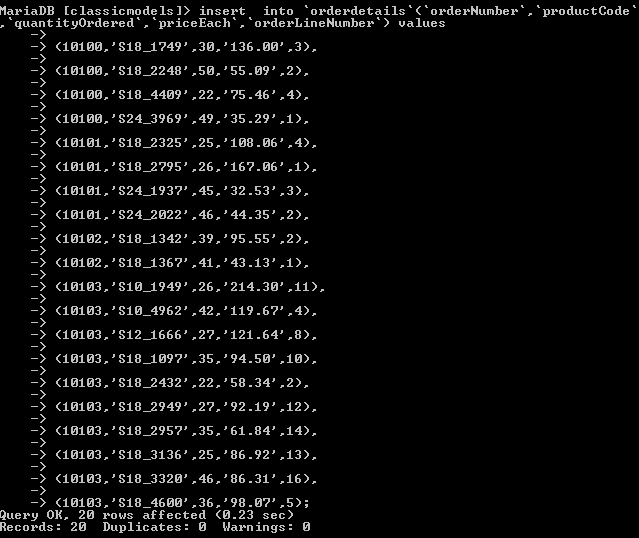 MariaDB [classicmodels]> insert  into `orderdetails`(`orderNumber`,`productCode`
,`quantityOrdered`,`priceEach`,`orderLineNumber`) values
    ->
    -> (10100,'S18_1749',30,'136.00',3),
    ->
    -> (10100,'S18_2248',50,'55.09',2),
    ->
    -> (10100,'S18_4409',22,'75.46',4),
    ->
    -> (10100,'S24_3969',49,'35.29',1),
    ->
    -> (10101,'S18_2325',25,'108.06',4),
    ->
    -> (10101,'S18_2795',26,'167.06',1),
    ->
    -> (10101,'S24_1937',45,'32.53',3),
    ->
    -> (10101,'S24_2022',46,'44.35',2),
    ->
    -> (10102,'S18_1342',39,'95.55',2),
    ->
    -> (10102,'S18_1367',41,'43.13',1),
    ->
    -> (10103,'S10_1949',26,'214.30',11),
    ->
    -> (10103,'S10_4962',42,'119.67',4),
    ->
    -> (10103,'S12_1666',27,'121.64',8),
    ->
    -> (10103,'S18_1097',35,'94.50',10),
    ->
    -> (10103,'S18_2432',22,'58.34',2),
    ->
    -> (10103,'S18_2949',27,'92.19',12),
    ->
    -> (10103,'S18_2957',35,'61.84',14),
    ->
    -> (10103,'S18_3136',25,'86.92',13),
    ->
    -> (10103,'S18_3320',46,'86.31',16),
    ->
    -> (10103,'S18_4600',36,'98.07',5);
Query OK, 20 rows affected (0.23 sec)
Records: 20  Duplicates: 0  Warnings: 0